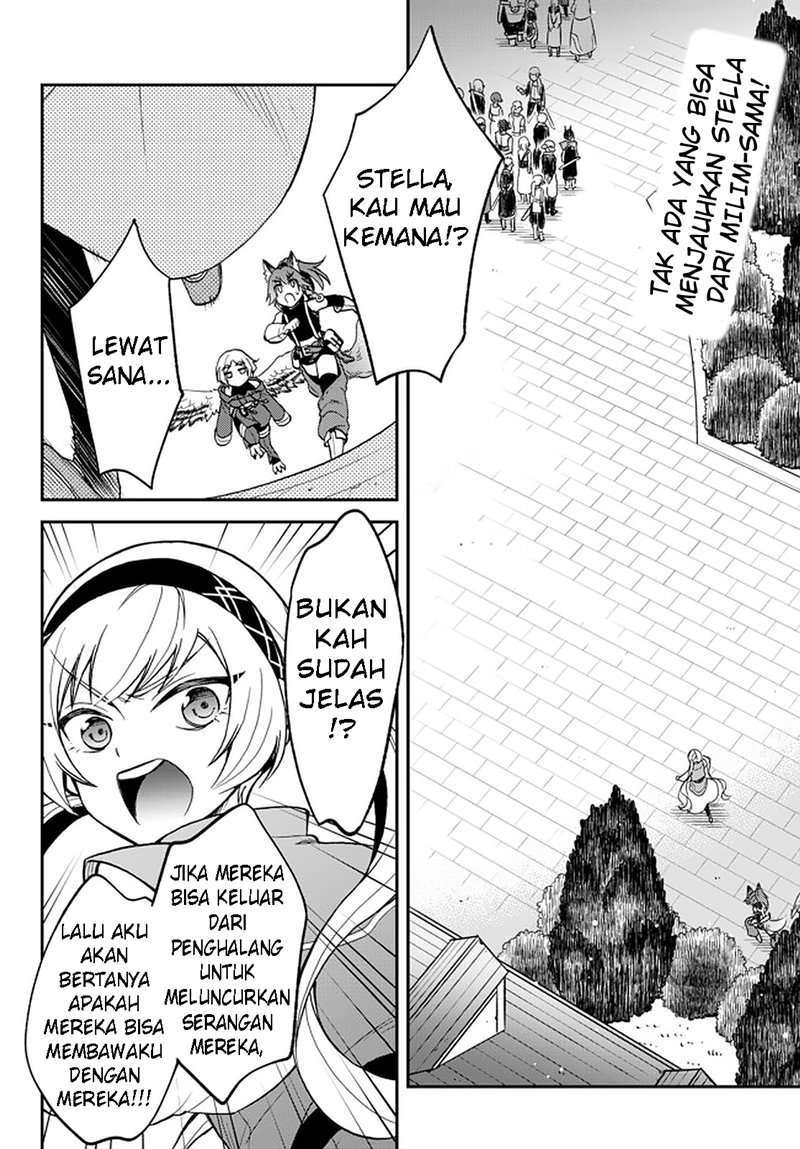 TAK ADA YANG BISA
MENJAUHKAN STELLA
DARI MILIM-SAMA!
STELLA,
KAU MAU
KEMANA!?
LEWAT
SANA...
BUKAN
KAH
SUDAH
JELAS
!?
JIKA MEREKA
BISA KELUAR
DARI
PENGHALANG
UNTUK
MELUNCURKAN
SERANGAN
MEREKA,
LALU AKU
AKAN
BERTANYA
APAKAH
MEREKA BISA
MEMBAWAKU
DENGAN
MEREKA!!!